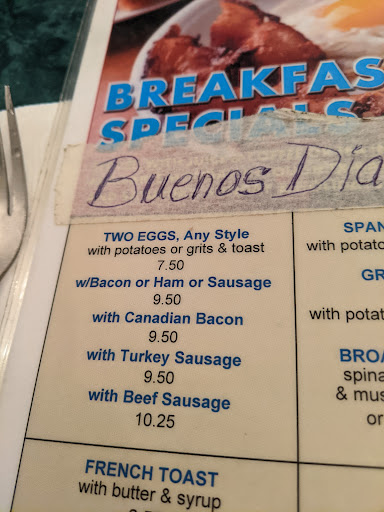 BREAKFAS
SPECIALS
Buenos Dia
TWO EGGS, Any Style
with potatoes or grits & toast
7.50
w/Bacon or Ham or Sausage
9.50
with Canadian Bacon
9.50
with Turkey Sausage
9.50
with Beef Sausage
10.25
FRENCH TOAST
with butter & syrup
SPAN
with potato
GR
with potat
BROA
spina
& mus
or